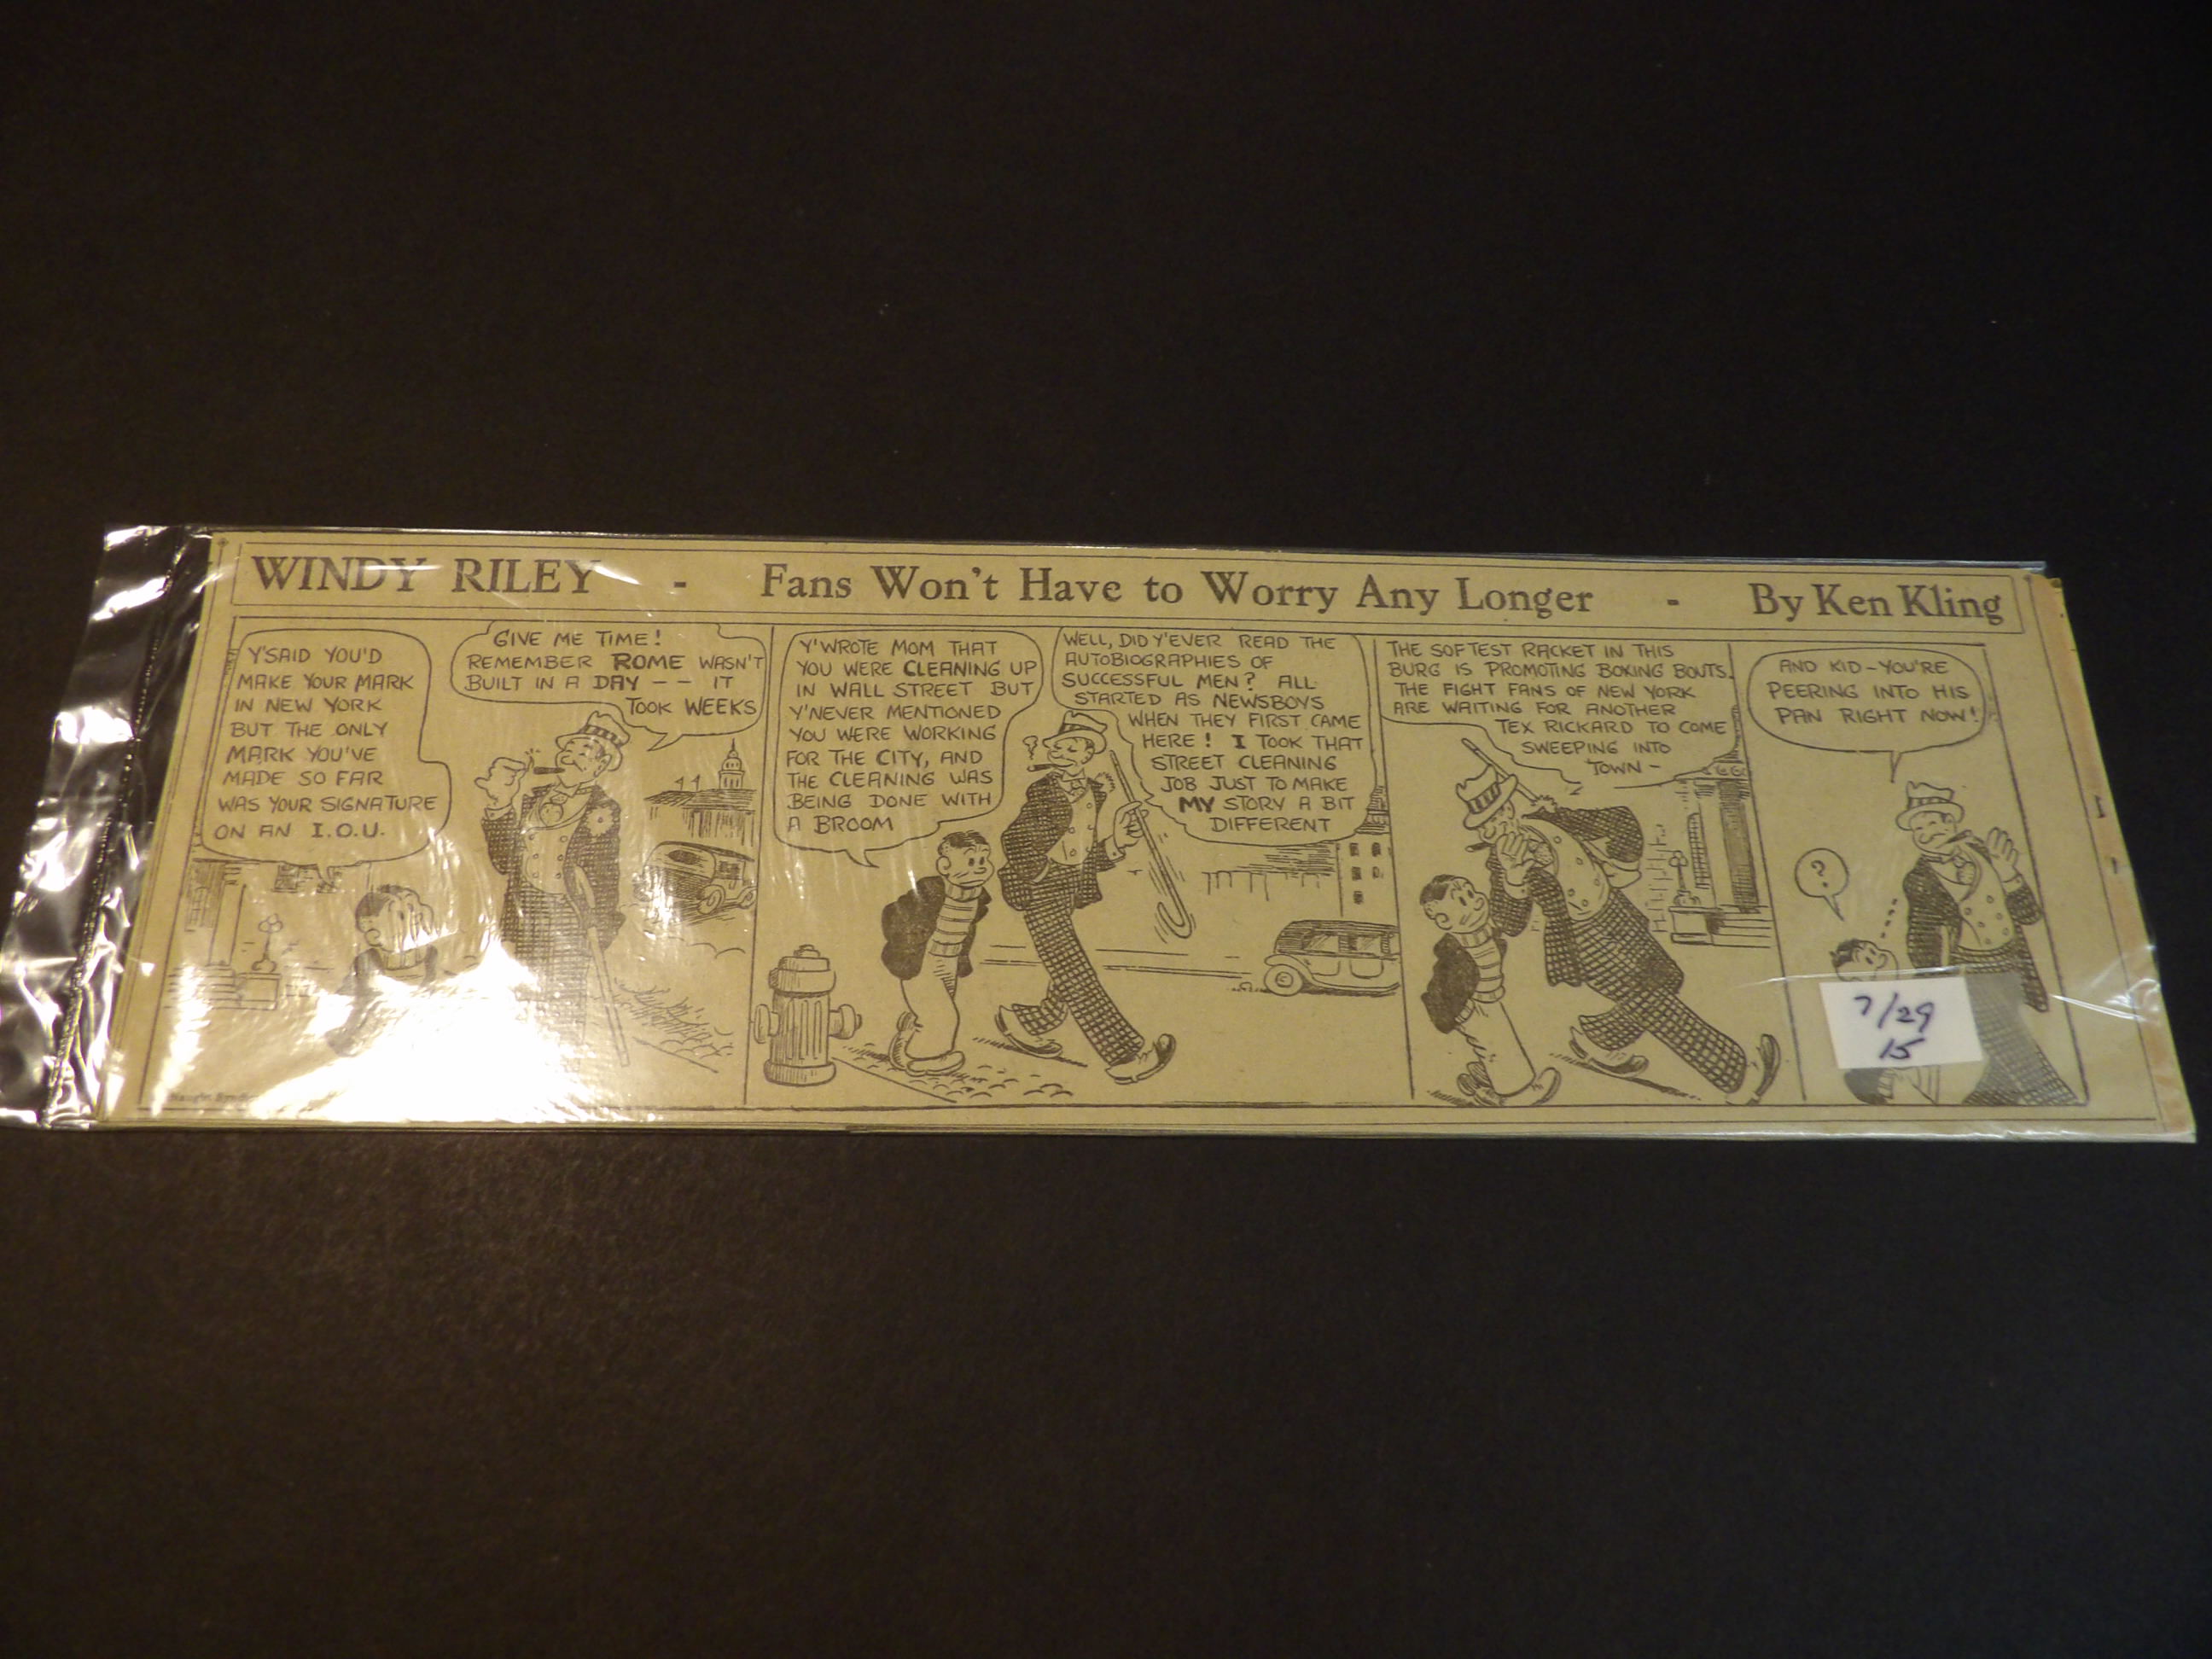 WINDY RILEY - Fans Won't Have to Worry Any Longer - By Ken Kling
Y'SAID YOU'D
MAKE YOUR MARK
IN NEW YORK
BUT THE ONLY
MARK YOU'VE
MADE SO FAR
WAS YOUR SIGNATURE
ON AN I.O.U.
GIVE ME TIME!
REMEMBER ROME WASN'T
BUILT IN A DAY -- IT
TOOK WEEKS
Y'WROTE MOM THAT
YOU WERE CLEANING UP
IN WALL STREET BUT
Y'NEVER MENTIONED
YOU WERE WORKING
FOR THE CITY, AND
THE CLEANING WAS
BEING DONE WITH
A BROOM
WELL, DID Y'EVER READ THE
AUTOBIOGRAPHIES OF
SUCCESSFUL MEN? ALL
STARTED AS NEWSBOYS
WHEN THEY FIRST CAME
HERE! I TOOK THAT
STREET CLEANING
JOB JUST TO MAKE
MY STORY A BIT
DIFFERENT
THE SOFTEST RACKET IN THIS
BURG IS PROMOTING BOXING BOUTS.
THE FIGHT FANS OF NEW YORK
ARE WAITING FOR ANOTHER
TEX RICKARD TO COME
SWEEPING INTO
TOWN -
AND KID - YOU'RE
PEERING INTO HIS
PAN RIGHT NOW!
?
7/29
15